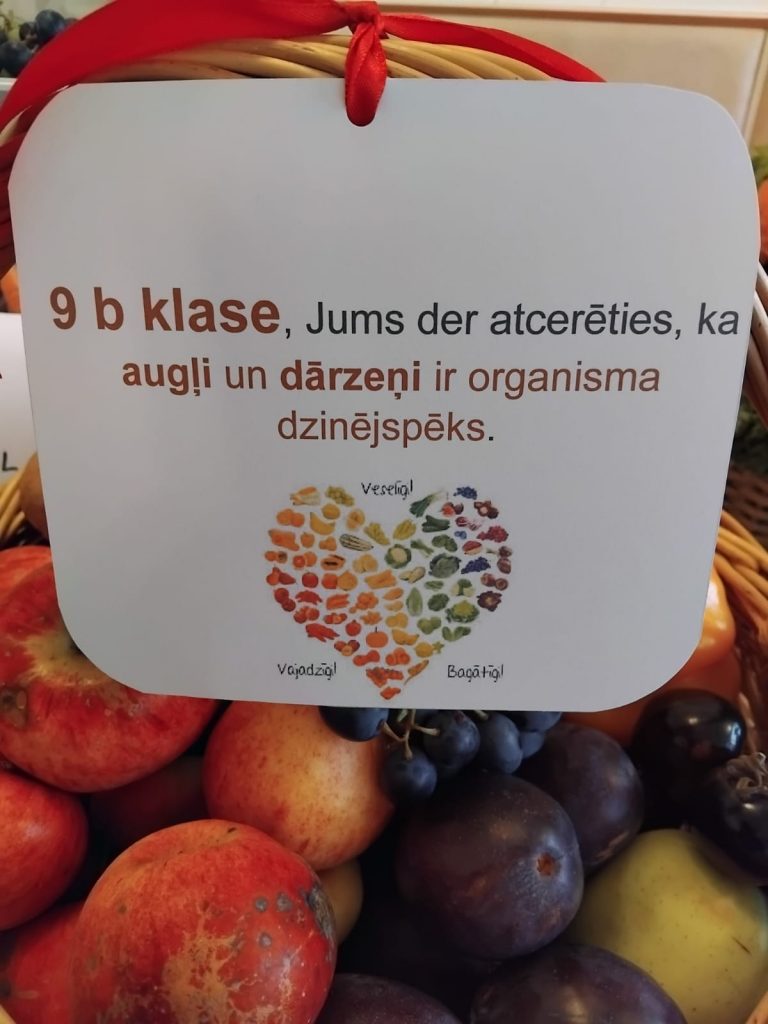 9 b klase, Jums der atcerēties, ka
augļi un dārzeņi ir organisma
dzinējspēks.
Veselīgi!
Vajadzīgi!
Bagātīgi!
L